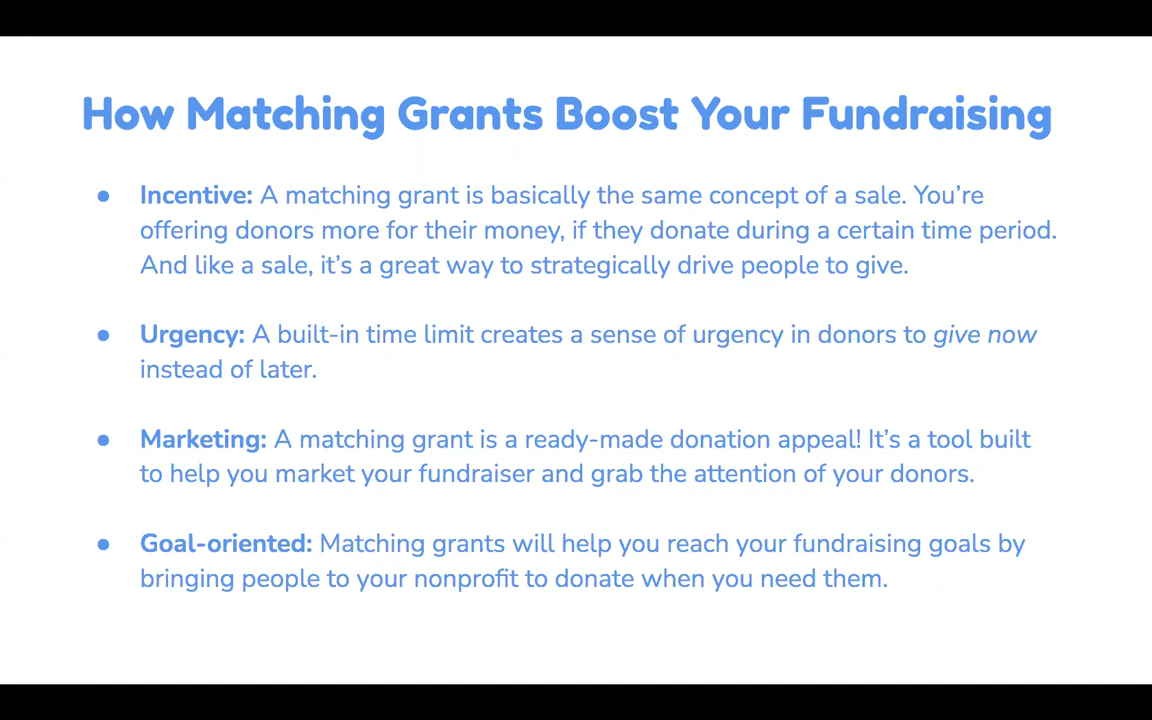 How Matching Grants Boost Your Fundraising
● Incentive: A matching grant is basically the same concept of a sale. You’re
offering donors more for their money, if they donate during a certain time period.
And like a sale, it’s a great way to strategically drive people to give.
● Urgency: A built-in time limit creates a sense of urgency in donors to give now
instead of later.
● Marketing: A matching grant is a ready-made donation appeal! It’s a tool built
to help you market your fundraiser and grab the attention of your donors.
● Goal-oriented: Matching grants will help you reach your fundraising goals by
bringing people to your nonprofit to donate when you need them.